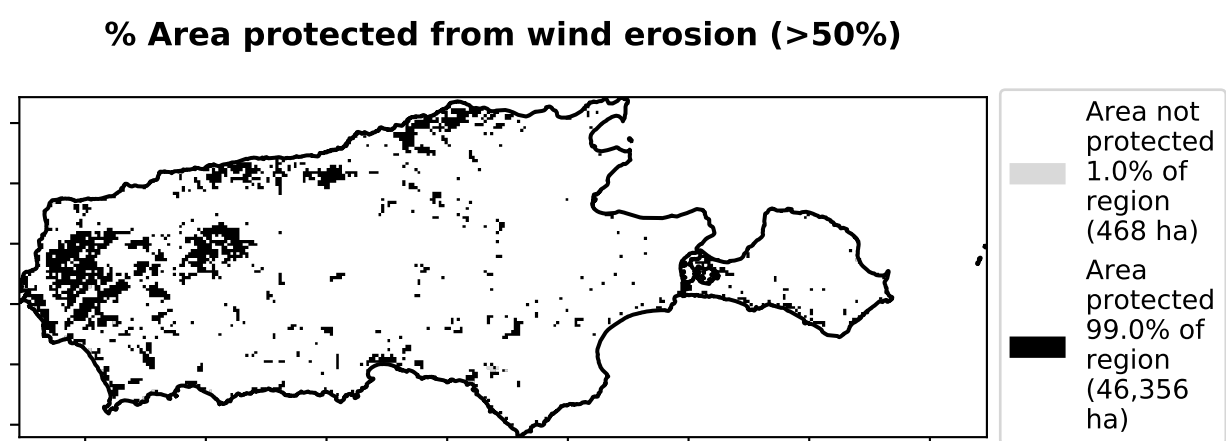 % Area protected from wind erosion (>50%)
Area not
protected
1.0% of
region
(468 ha)
Area
protected
99.0% of
region
(46,356
ha)